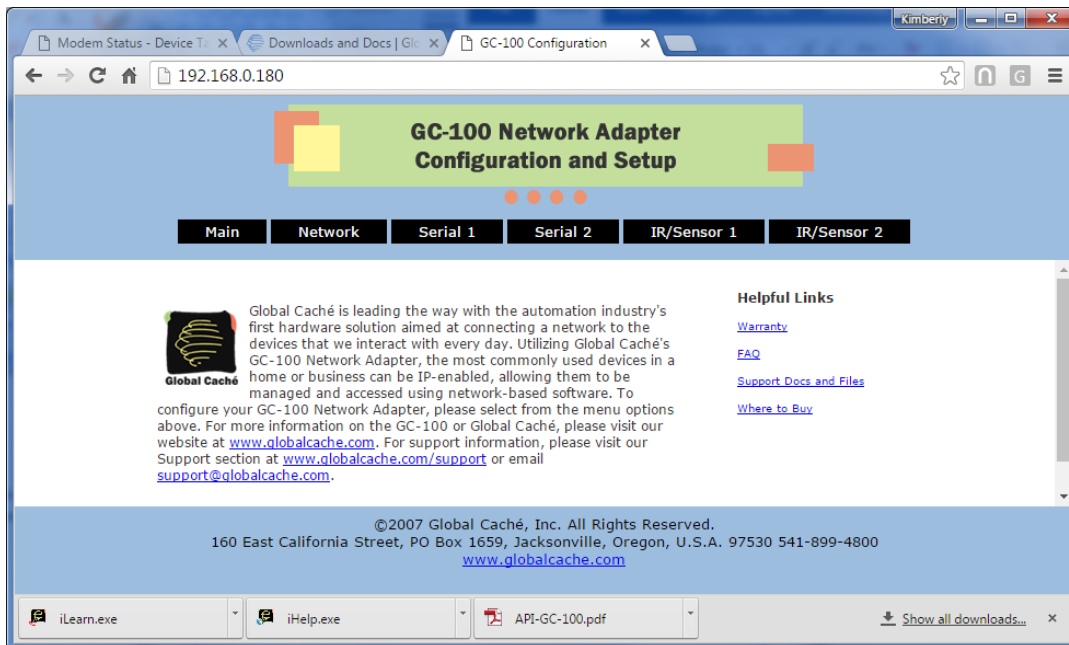 Kimberly
Modem Status - Device Ta
Downloads and Docs | Glo
GC-100 Configuration
192.168.0.180
GC-100 Network Adapter
Configuration and Setup
Main Network Serial 1 Serial 2 IR/Sensor 1 IR/Sensor 2
Global Caché
Global Caché is leading the way with the automation industry's
first hardware solution aimed at connecting a network to the
devices that we interact with every day. Utilizing Global Caché's
GC-100 Network Adapter, the most commonly used devices in a
home or business can be IP-enabled, allowing them to be
managed and accessed using network-based software. To
configure your GC-100 Network Adapter, please select from the menu options
above. For more information on the GC-100 or Global Caché, please visit our
website at www.globalcache.com. For support information, please visit our
Support section at www.globalcache.com/support or email
support@globalcache.com.
Helpful Links
Warranty
FAQ
Support Docs and Files
Where to Buy
©2007 Global Caché, Inc. All Rights Reserved.
160 East California Street, PO Box 1659, Jacksonville, Oregon, U.S.A. 97530 541-899-4800
www.globalcache.com
iLearn.exe
iHelp.exe
API-GC-100.pdf
Show all downloads...